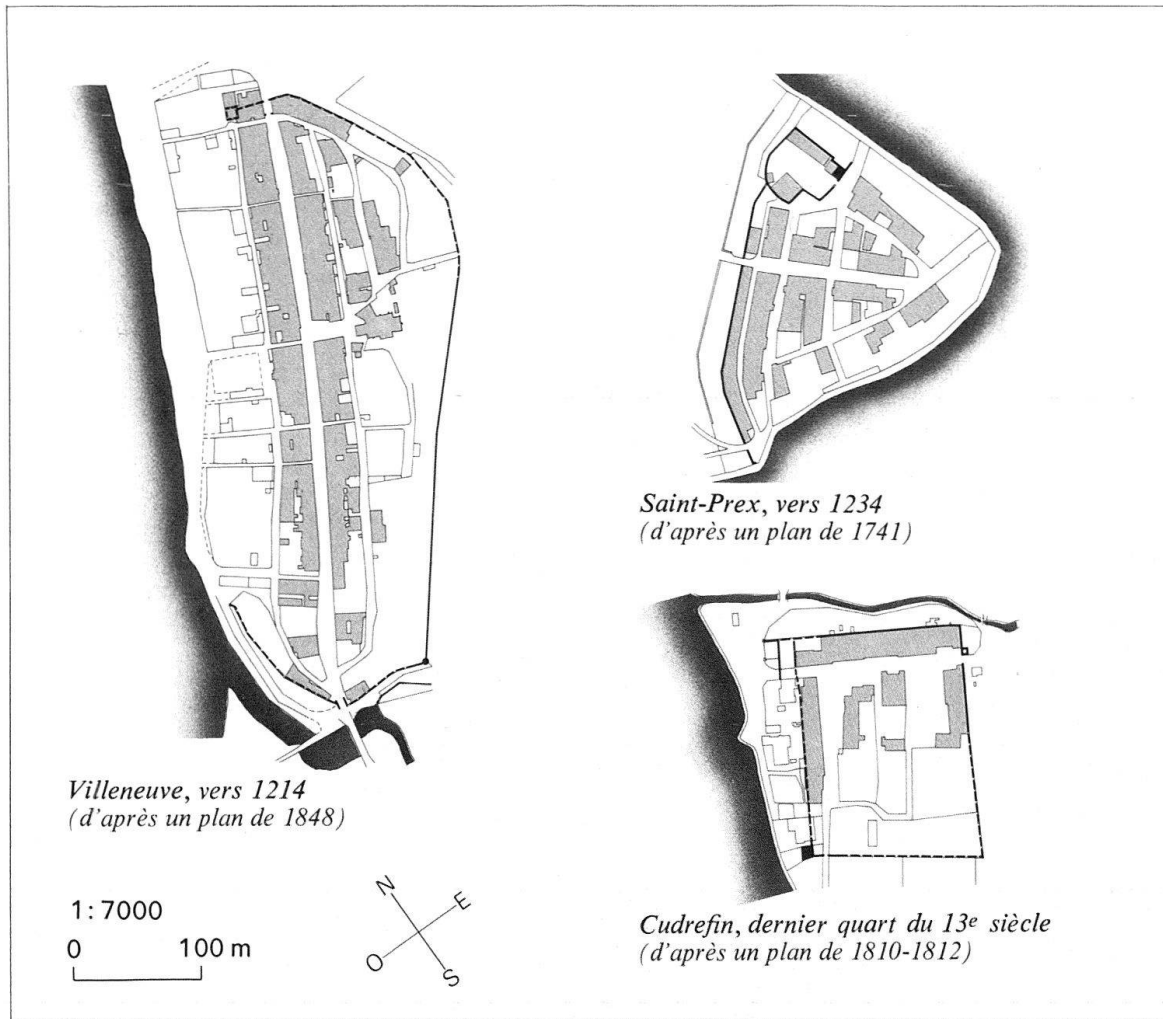 Villeneuve, vers 1214
(d'après un plan de 1848)
1:7000
0 100 m
N
E
O
S
Saint-Prex, vers 1234
(d'après un plan de 1741)
Cudrefin, dernier quart du 13e siècle
(d'après un plan de 1810-1812)